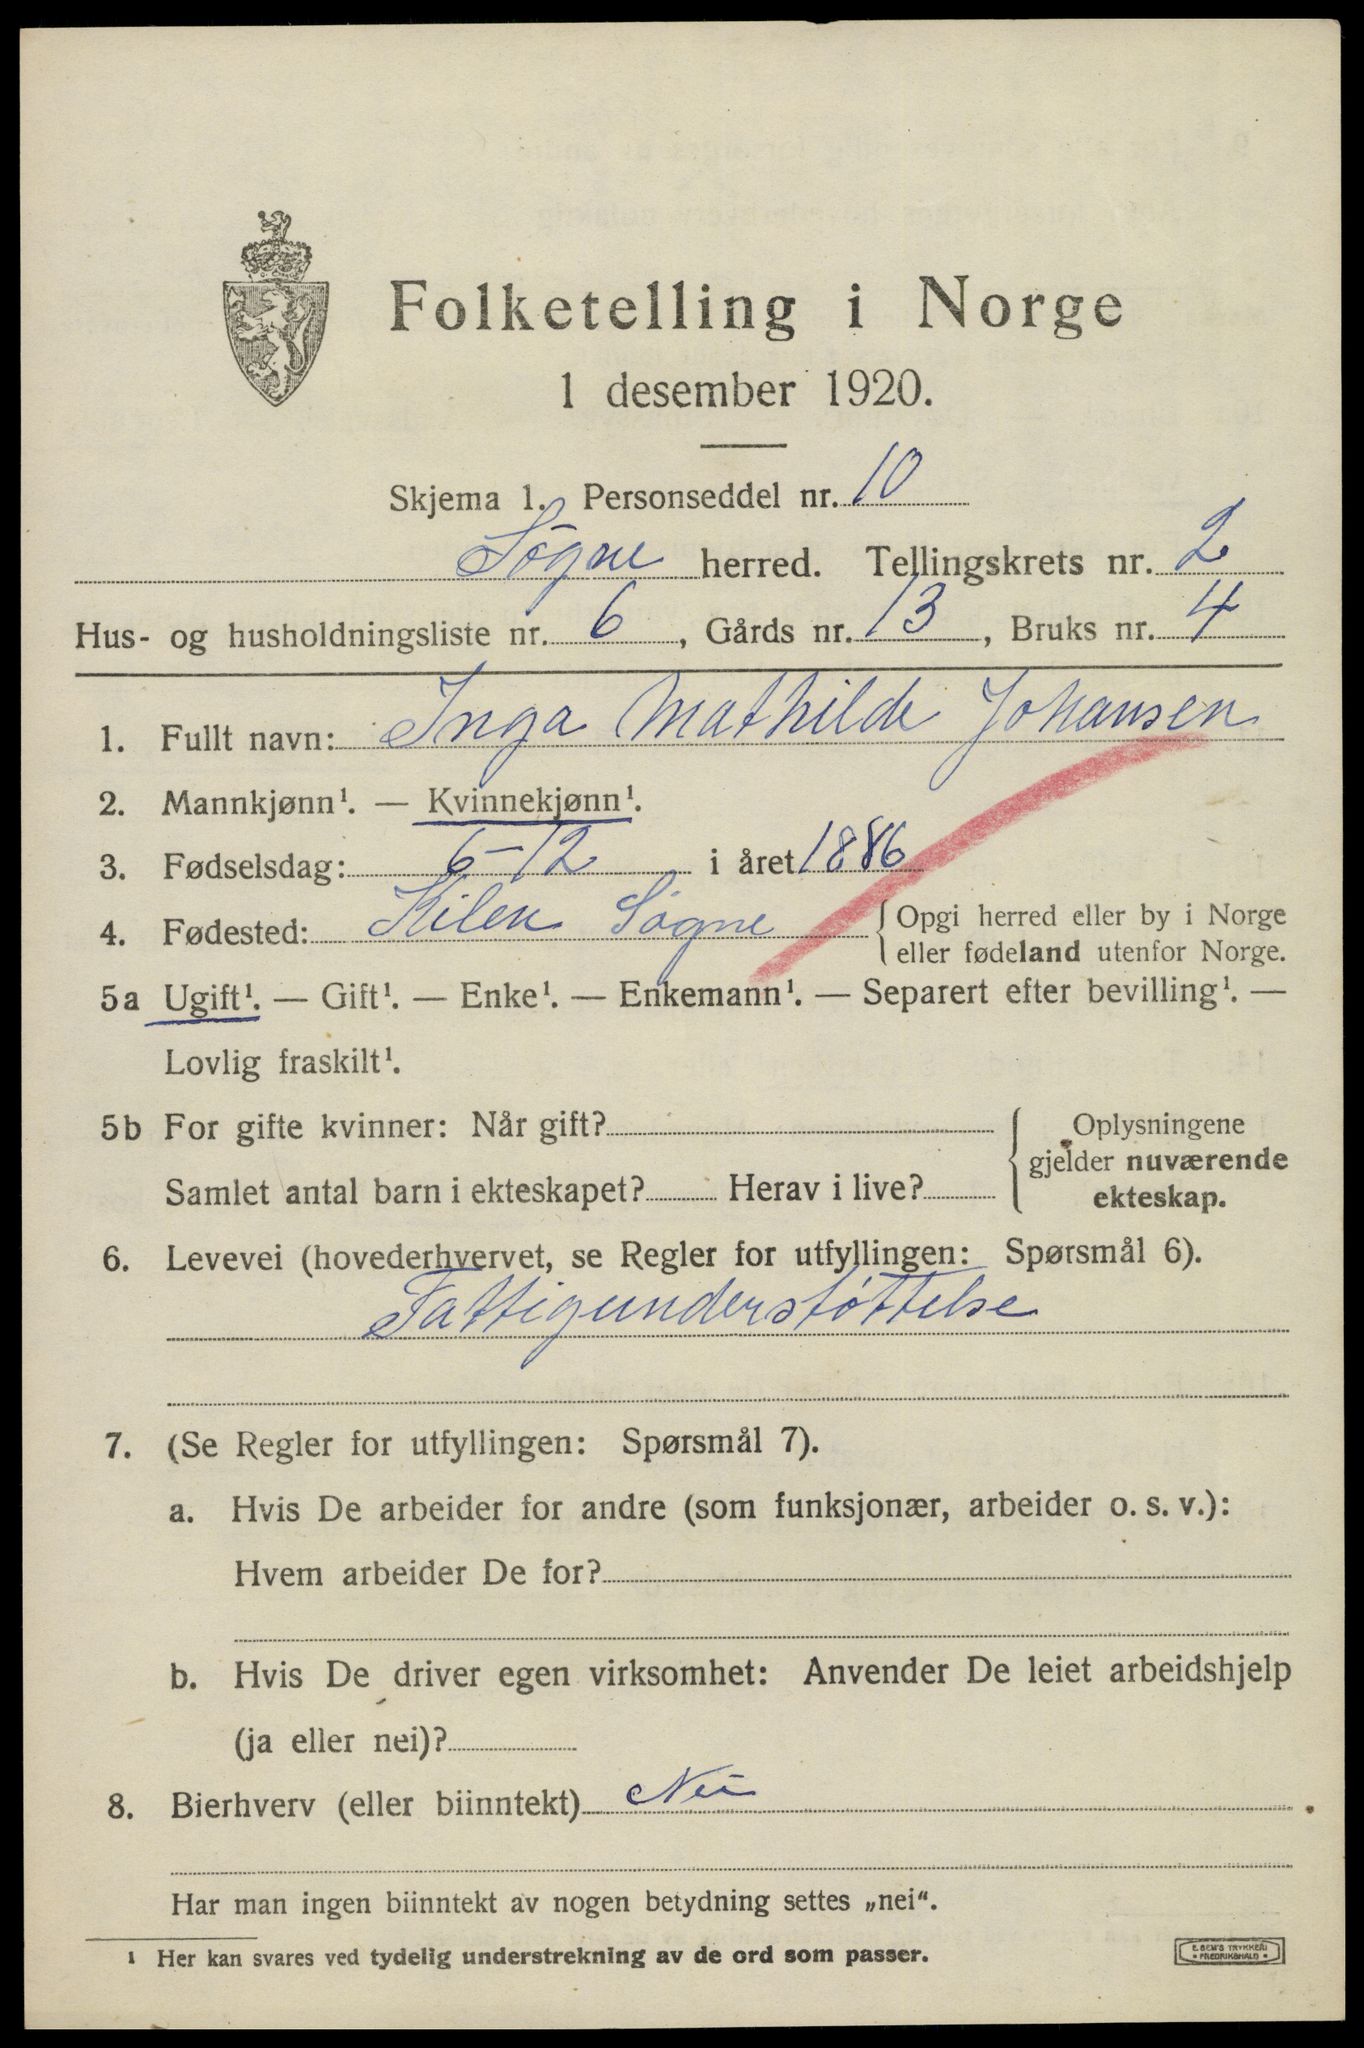 Folketelling i Norge
1 desember 1920.
Skjema 1. Personseddel nr. 10
Søgne herred. Tellingskrets nr. 2
Hus- og husholdningsliste nr. 6, Gårds nr. 13, Bruks nr. 4
1. Fullt navn: Inga Mathilde Johansen
2. Mannkjønn¹. — Kvinnekjønn¹.
3. Fødselsdag: 6-12 i året 1886
4. Fødested: Kilen Søgne {Opgi herred eller by i Norge
eller fødeland utenfor Norge.
5a Ugift¹. — Gift¹. — Enke¹. — Enkemann¹. — Separert efter bevilling¹. —
Lovlig fraskilt¹.
5b For gifte kvinner: Når gift?
Samlet antal barn i ekteskapet? Herav i live?
{Oplysningene
gjelder nuværende
ekteskap.
6. Levevei (hovederhvervet, se Regler for utfyllingen: Spørsmål 6).
Fattigunderstøttelse
7. (Se Regler for utfyllingen: Spørsmål 7).
a. Hvis De arbeider for andre (som funksjonær, arbeider o. s. v.):
Hvem arbeider De for?
b. Hvis De driver egen virksomhet: Anvender De leiet arbeidshjelp
(ja eller nei)?
8. Bierhverv (eller biinntekt) Nei
Har man ingen biinntekt av nogen betydning settes „nei“.
¹ Her kan svares ved tydelig understrekning av de ord som passer.
E. SEM'S TRYKKERI
• FREDRIKSHALD •